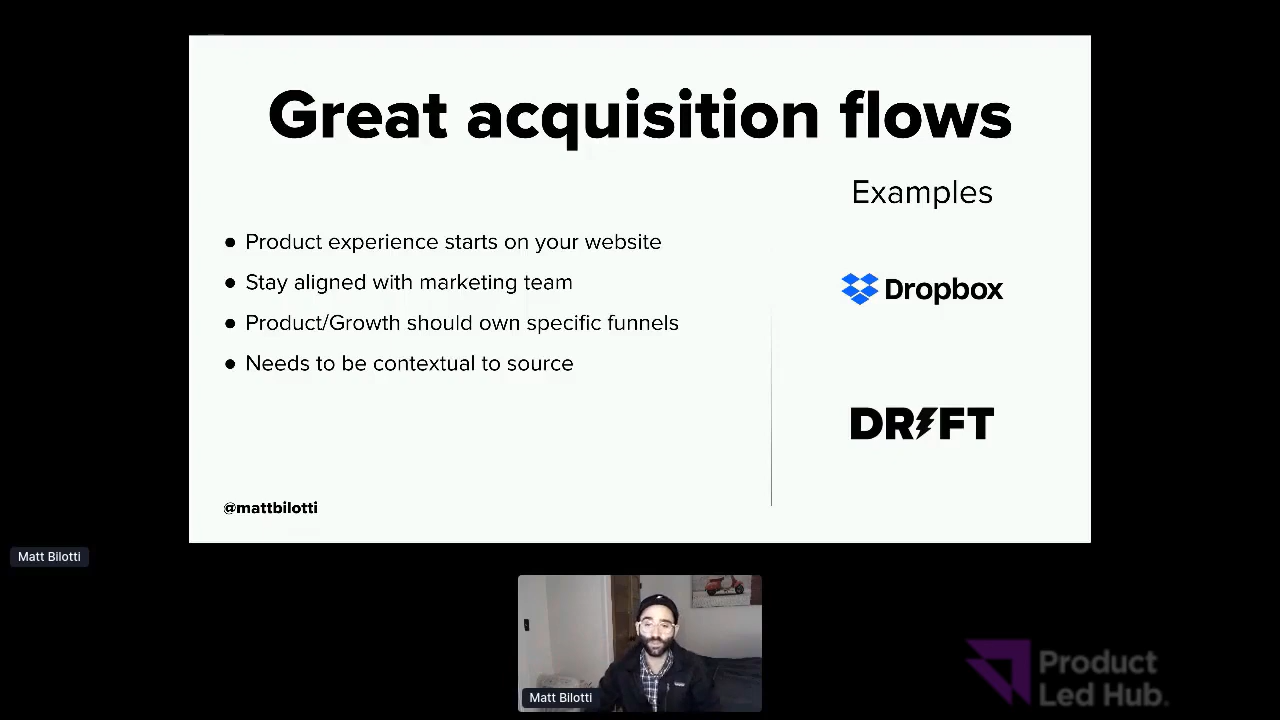 Great acquisition flows
Examples
● Product experience starts on your website
● Stay aligned with marketing team
● Product/Growth should own specific funnels
● Needs to be contextual to source
Dropbox
DRIFT
@mattbilotti
Matt Bilotti
Matt Bilotti
Product
Led Hub.